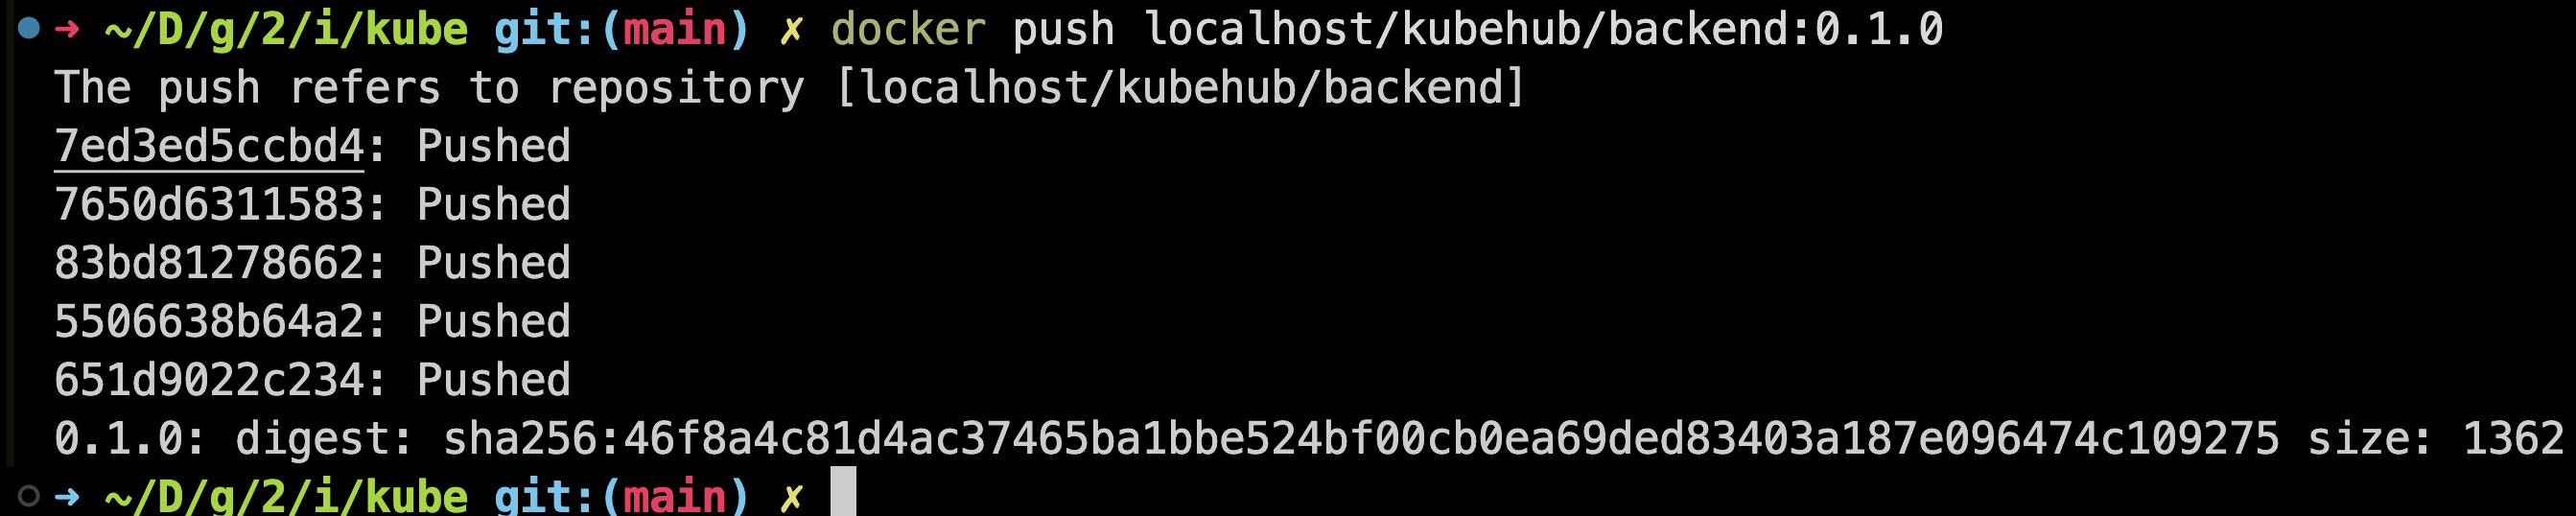 ➜ ~/D/g/2/i/kube git:(main) ✗ docker push localhost/kubehub/backend:0.1.0
The push refers to repository [localhost/kubehub/backend]
7ed3ed5ccbd4: Pushed
7650d6311583: Pushed
83bd81278662: Pushed
5506638b64a2: Pushed
651d9022c234: Pushed
0.1.0: digest: sha256:46f8a4c81d4ac37465ba1bbe524bf00cb0ea69ded83403a187e096474c109275 size: 1362
➜ ~/D/g/2/i/kube git:(main) ✗